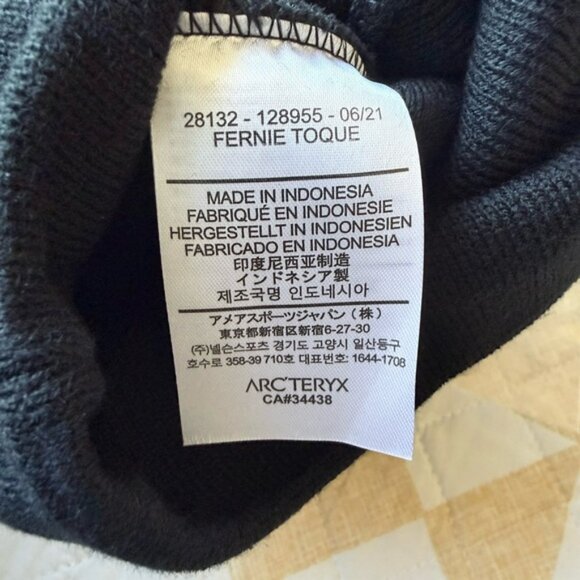 28132 - 128955 - 06/21
FERNIE TOQUE
MADE IN INDONESIA
FABRIQUÉ EN INDONESIE
HERGESTELLT IN INDONESIEN
FABRICADO EN INDONESIA
印度尼西亚制造
インドネシア製
제조국명 인도네시아
アメアスポーツジャパン（株）
東京都新宿区新宿6-27-30
(주)넬슨스포츠 경기도 고양시 일산동구
호수로 358-39 710호 대표번호: 1644-1708
ARC'TERYX
CA#34438